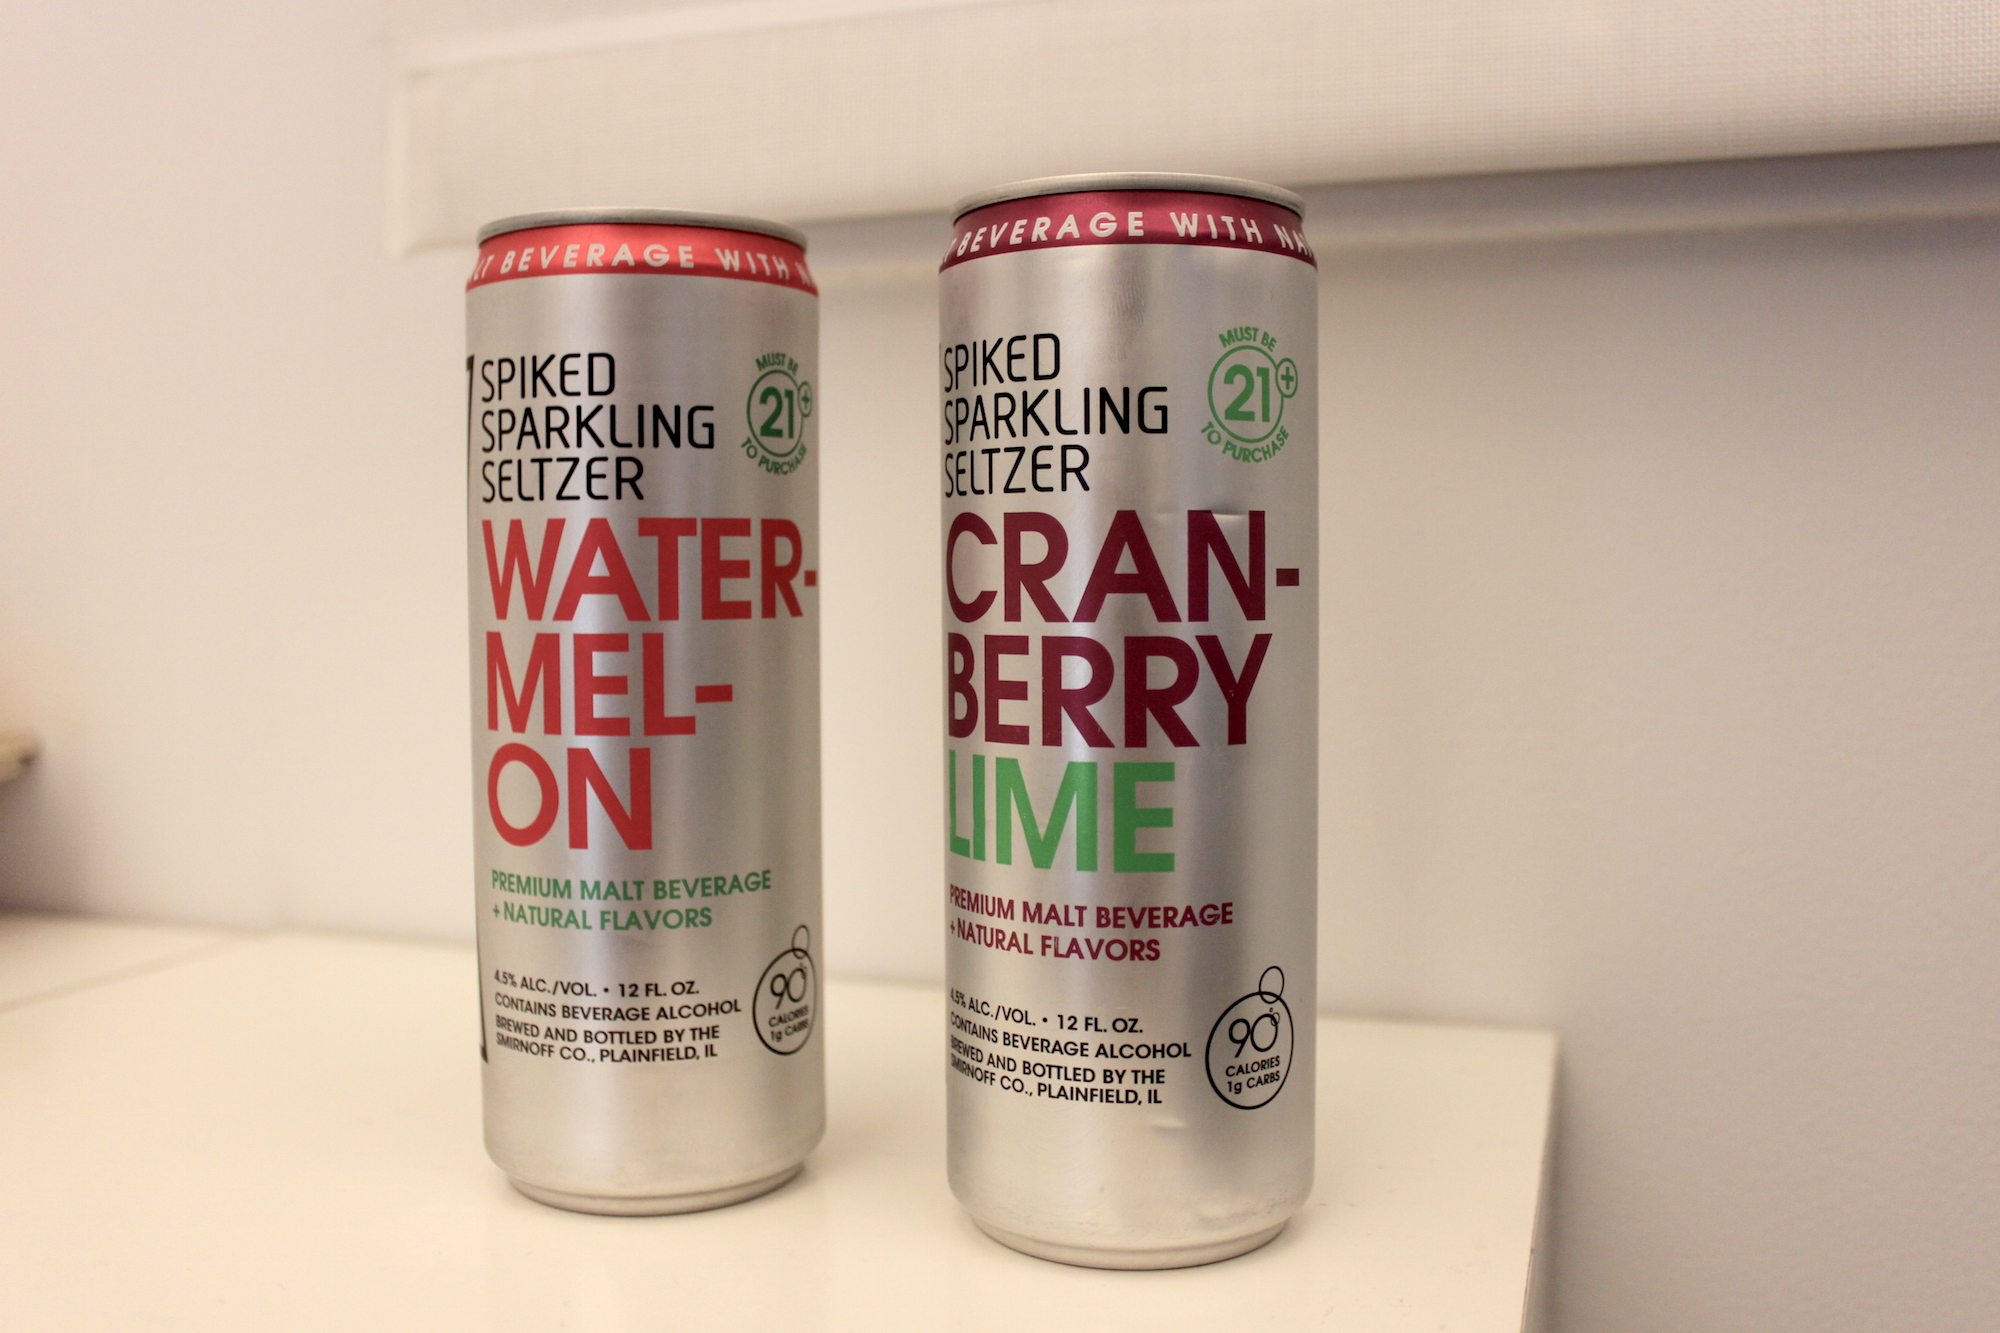 BEVERAGE WITH
SPIKED
SPARKLING
SELTZER
MUST BE
21+
TO PURCHASE
WATER-
MEL-
ON
PREMIUM MALT BEVERAGE
+ NATURAL FLAVORS
4.5% ALC./VOL. • 12 FL. OZ.
CONTAINS BEVERAGE ALCOHOL
BREWED AND BOTTLED BY THE
SMIRNOFF CO., PLAINFIELD, IL
90
CALORIES
1g CARBS
BEVERAGE WITH
SPIKED
SPARKLING
SELTZER
MUST BE
21+
TO PURCHASE
CRAN-
BERRY
LIME
PREMIUM MALT BEVERAGE
+ NATURAL FLAVORS
4.5% ALC./VOL. • 12 FL. OZ.
CONTAINS BEVERAGE ALCOHOL
BREWED AND BOTTLED BY THE
SMIRNOFF CO., PLAINFIELD, IL
90
CALORIES
1g CARBS